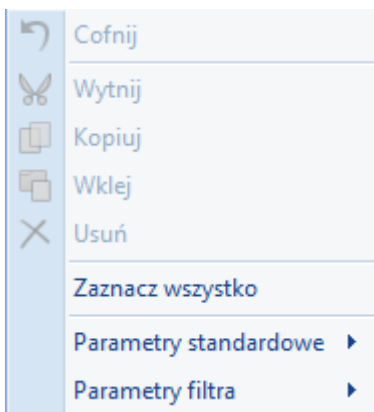 Cofnij
Wytnij
Kopiuj
Wklej
Usuń
Zaznacz wszystko
Parametry standardowe
Parametry filtra